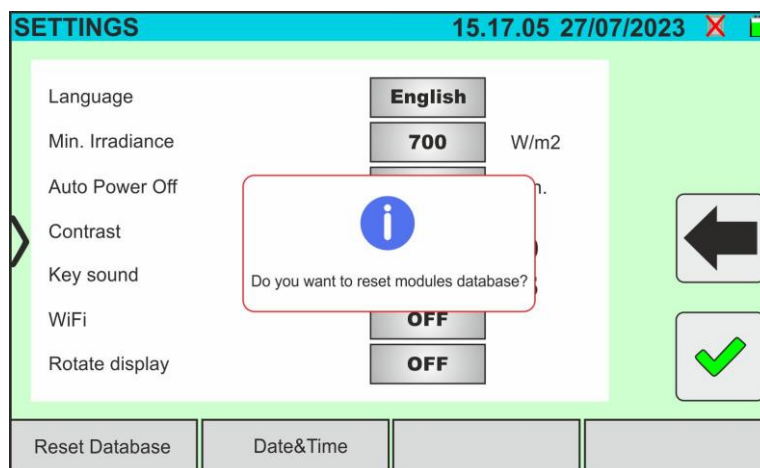 SETTINGS 15.17.05 27/07/2023
Language English
Min. Irradiance 700 W/m2
Auto Power Off
Contrast
Key sound
Do you want to reset modules database?
WiFi OFF
Rotate display OFF
Reset Database Date&Time